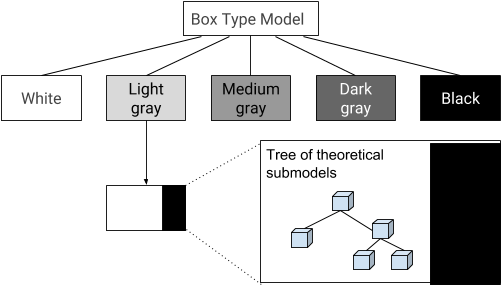 Box Type Model
White
Light
gray
Medium
gray
Dark
gray
Black
Tree of theoretical
submodels